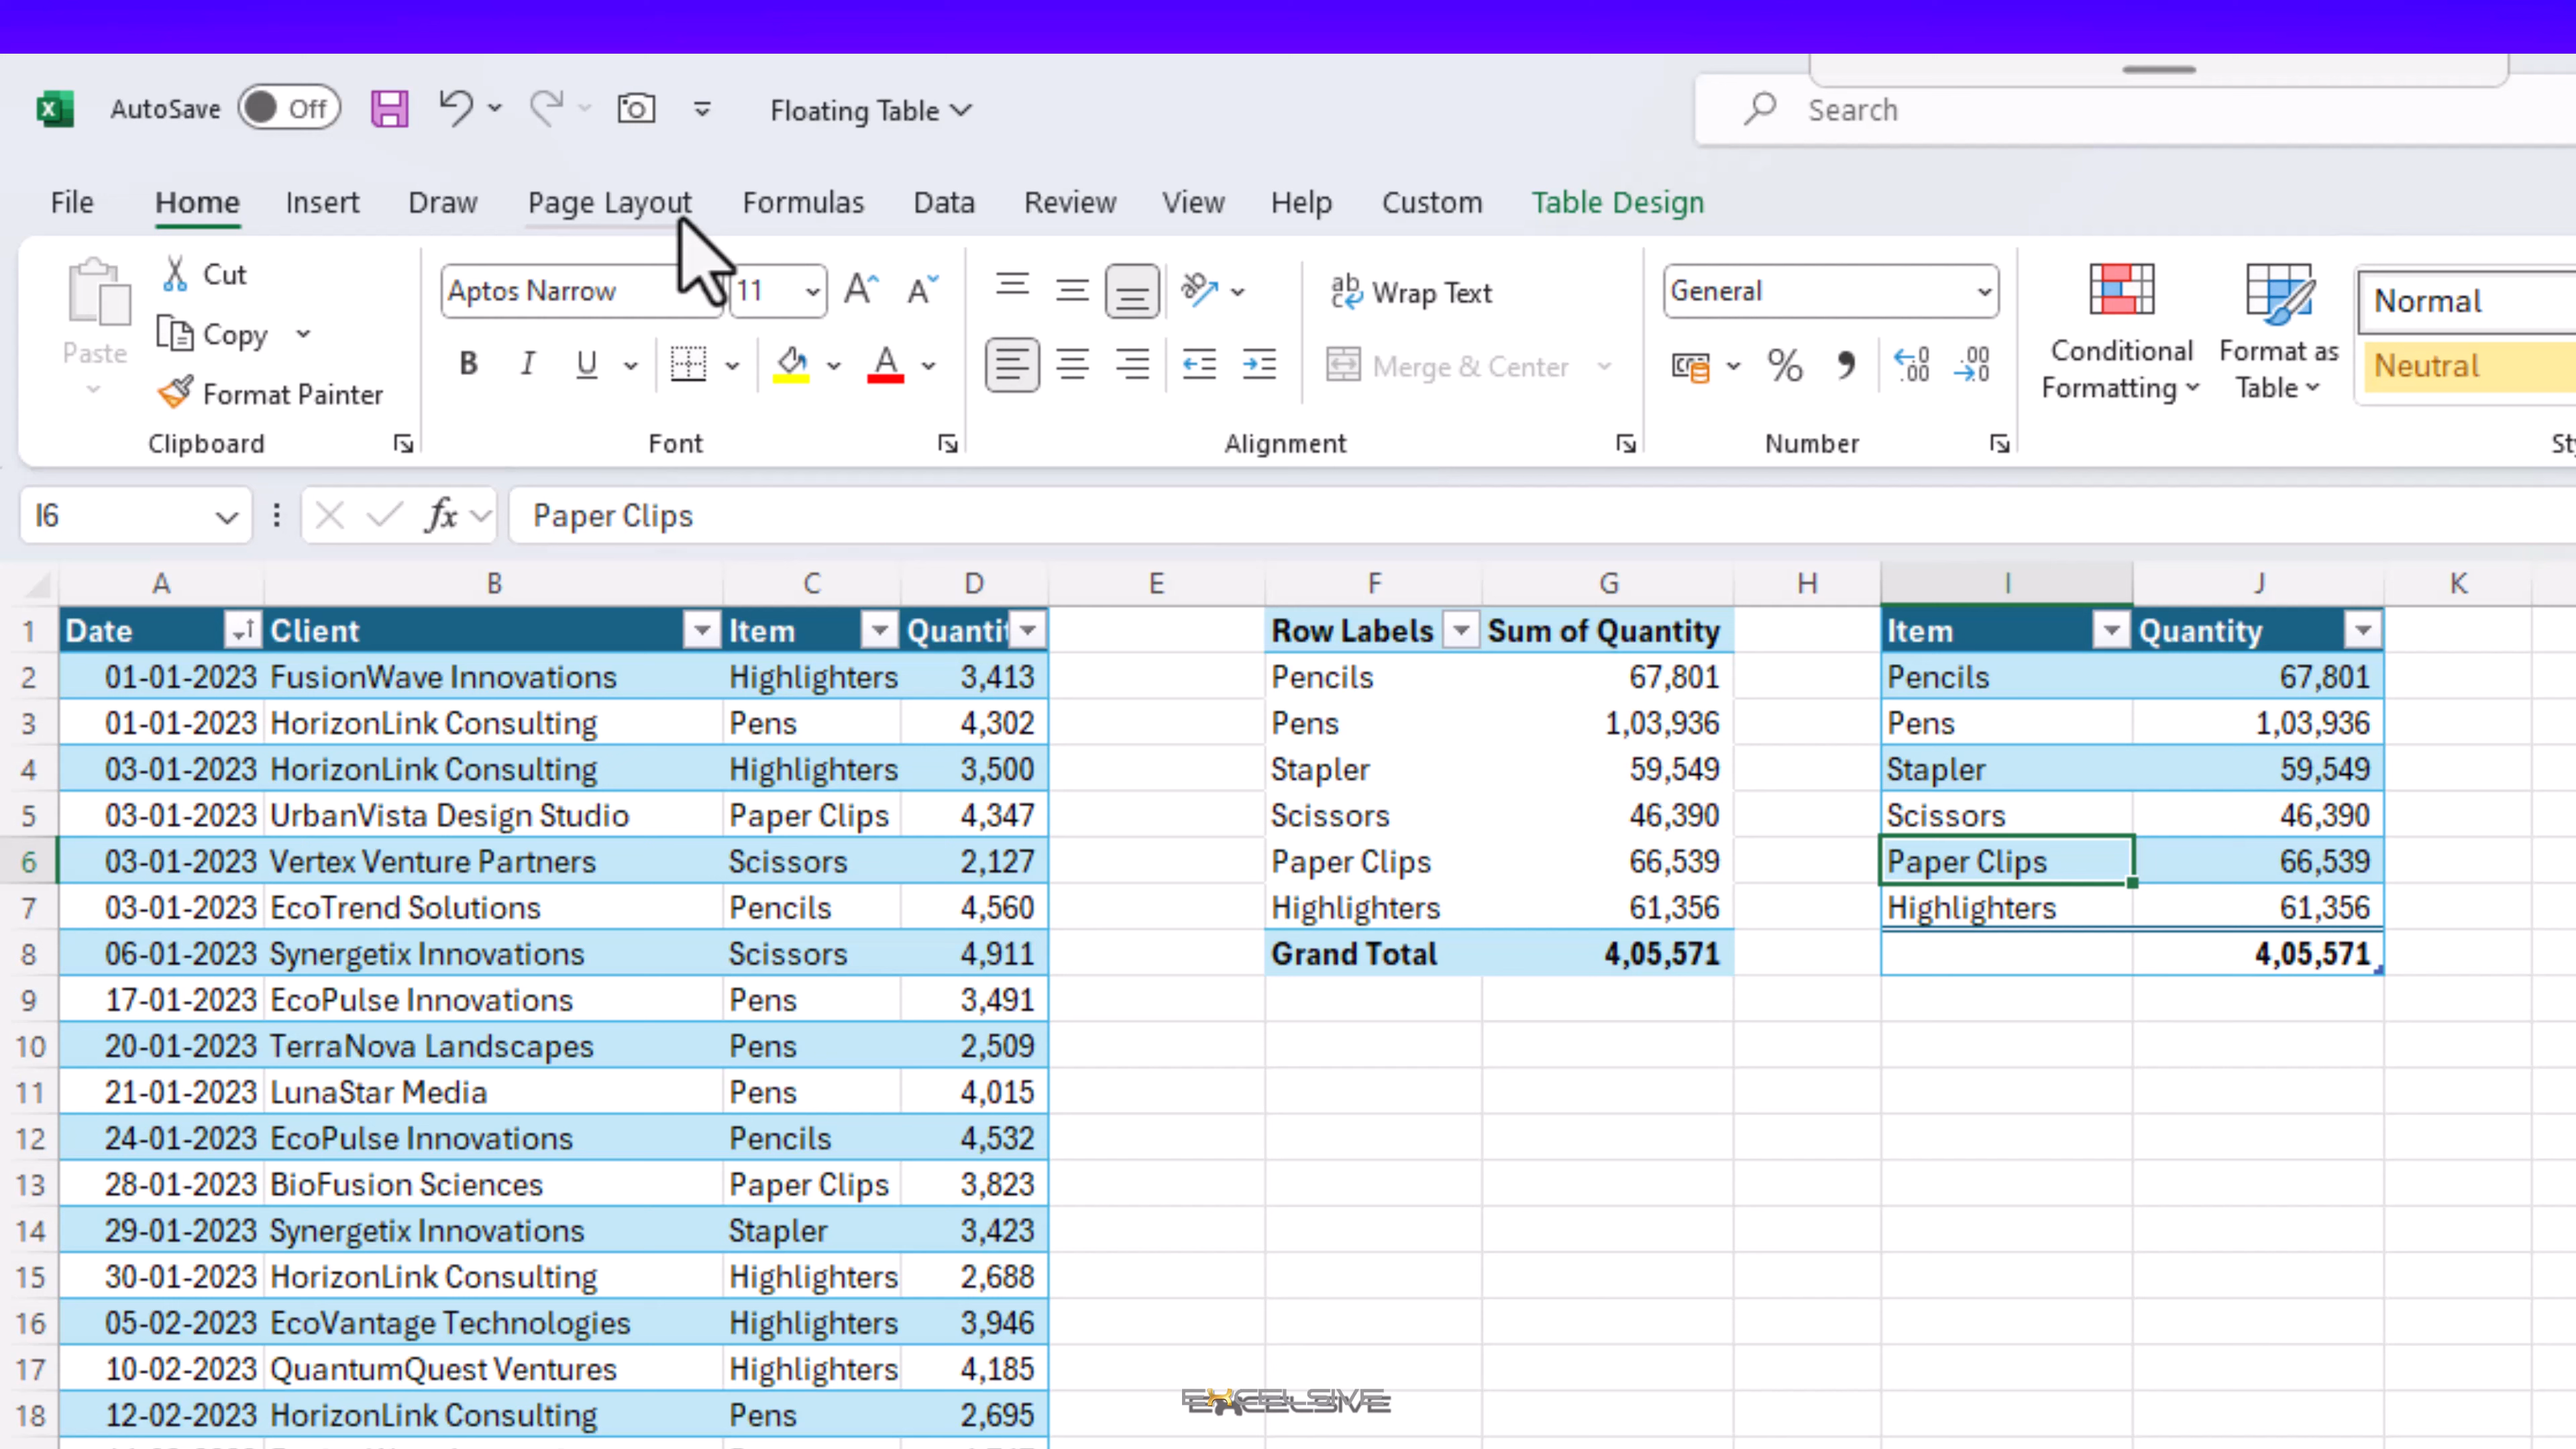 AutoSave Off Floating Table Search
File Home Insert Draw Page Layout Formulas Data Review View Help Custom Table Design
Paste
Cut
Copy
Format Painter
Clipboard
Aptos Narrow 11
B I U
Font
Wrap Text
Merge & Center
Alignment
General
% ,
Number
Conditional Formatting
Format as Table
Normal
Neutral
I6 fx Paper Clips
A B C D E F G H I J K
1 Date Client Item Quantit Row Labels Sum of Quantity Item Quantity
2 01-01-2023 FusionWave Innovations Highlighters 3,413 Pencils 67,801 Pencils 67,801
3 01-01-2023 HorizonLink Consulting Pens 4,302 Pens 1,03,936 Pens 1,03,936
4 03-01-2023 HorizonLink Consulting Highlighters 3,500 Stapler 59,549 Stapler 59,549
5 03-01-2023 UrbanVista Design Studio Paper Clips 4,347 Scissors 46,390 Scissors 46,390
6 03-01-2023 Vertex Venture Partners Scissors 2,127 Paper Clips 66,539 Paper Clips 66,539
7 03-01-2023 EcoTrend Solutions Pencils 4,560 Highlighters 61,356 Highlighters 61,356
8 06-01-2023 Synergetix Innovations Scissors 4,911 Grand Total 4,05,571 4,05,571
9 17-01-2023 EcoPulse Innovations Pens 3,491
10 20-01-2023 TerraNova Landscapes Pens 2,509
11 21-01-2023 LunaStar Media Pens 4,015
12 24-01-2023 EcoPulse Innovations Pencils 4,532
13 28-01-2023 BioFusion Sciences Paper Clips 3,823
14 29-01-2023 Synergetix Innovations Stapler 3,423
15 30-01-2023 HorizonLink Consulting Highlighters 2,688
16 05-02-2023 EcoVantage Technologies Highlighters 3,946
17 10-02-2023 QuantumQuest Ventures Highlighters 4,185
18 12-02-2023 HorizonLink Consulting Pens 2,695
EXCELSIVE